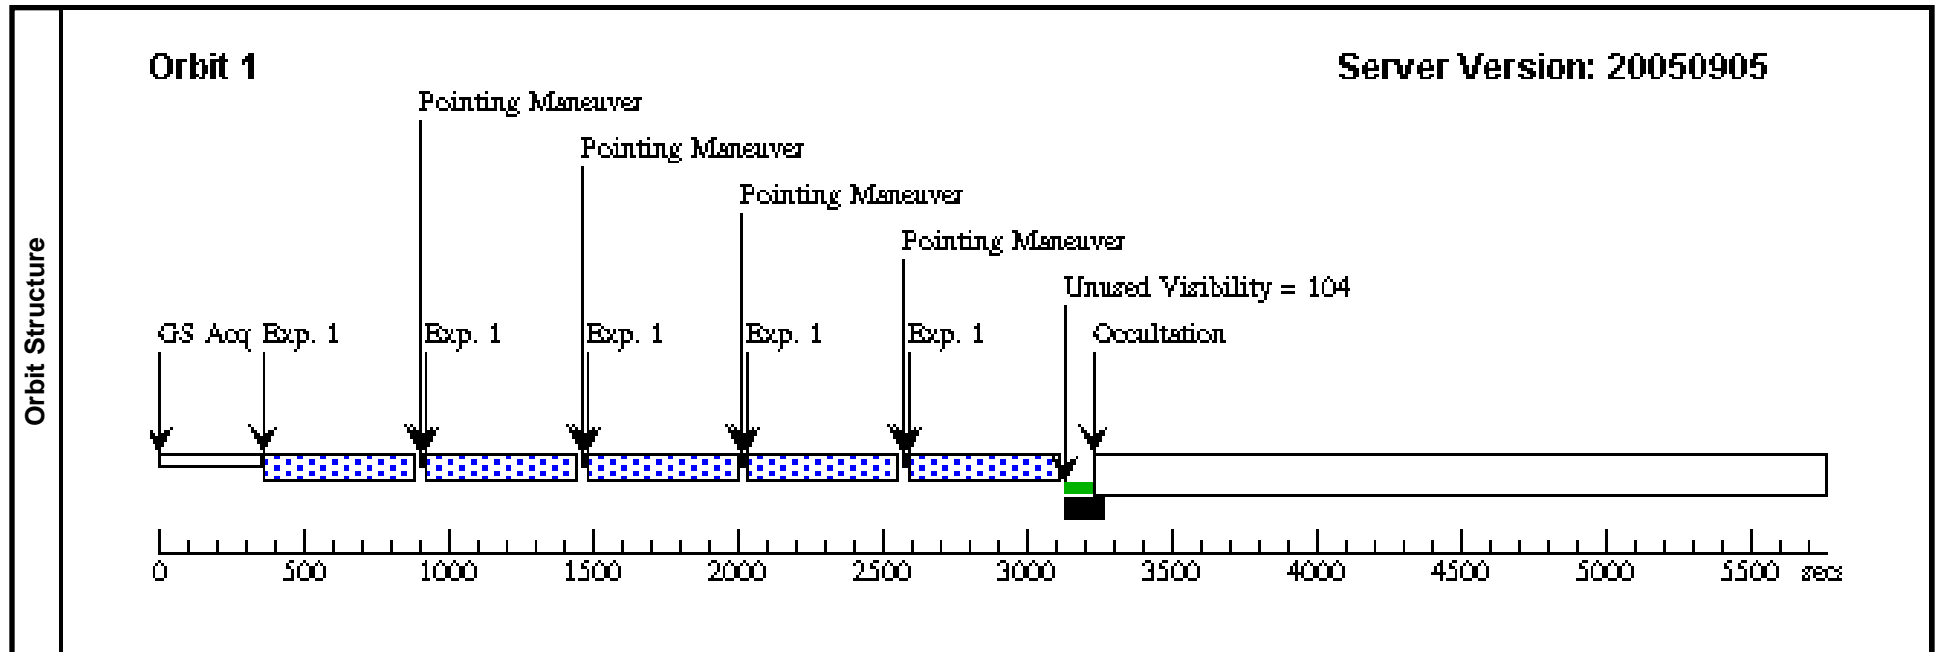 Orbit 1
Server Version: 20050905
Pointing Maneuver
Pointing Maneuver
Pointing Maneuver
Pointing Maneuver
Unused Visibility = 104
GS Acq Exp. 1 Exp. 1 Exp. 1 Exp. 1 Exp. 1 Occultation
Orbit Structure
0 500 1000 1500 2000 2500 3000 3500 4000 4500 5000 5500 secs